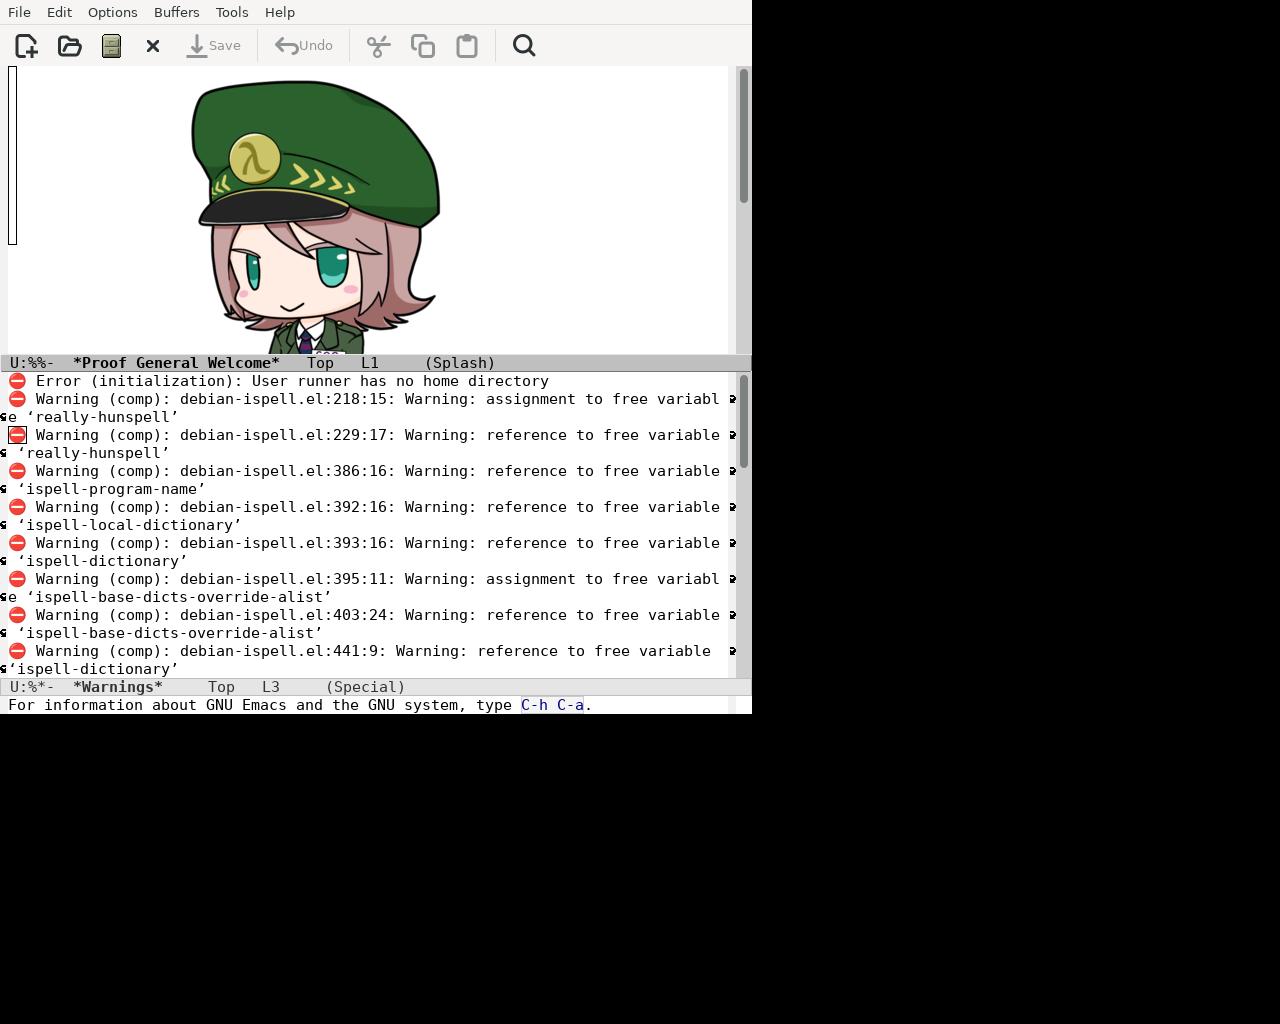 File Edit Options Buffers Tools Help
Save Undo
λ
U:%%-  *Proof General Welcome*   Top   L1     (Splash)
⛔ Error (initialization): User runner has no home directory
⛔ Warning (comp): debian-ispell.el:218:15: Warning: assignment to free variabl
e ‘really-hunspell’
⛔ Warning (comp): debian-ispell.el:229:17: Warning: reference to free variable
‘really-hunspell’
⛔ Warning (comp): debian-ispell.el:386:16: Warning: reference to free variable
‘ispell-program-name’
⛔ Warning (comp): debian-ispell.el:392:16: Warning: reference to free variable
‘ispell-local-dictionary’
⛔ Warning (comp): debian-ispell.el:393:16: Warning: reference to free variable
‘ispell-dictionary’
⛔ Warning (comp): debian-ispell.el:395:11: Warning: assignment to free variabl
e ‘ispell-base-dicts-override-alist’
⛔ Warning (comp): debian-ispell.el:403:24: Warning: reference to free variable
‘ispell-base-dicts-override-alist’
⛔ Warning (comp): debian-ispell.el:441:9: Warning: reference to free variable
‘ispell-dictionary’
U:%*-  *Warnings*     Top   L3     (Special)
For information about GNU Emacs and the GNU system, type C-h C-a.